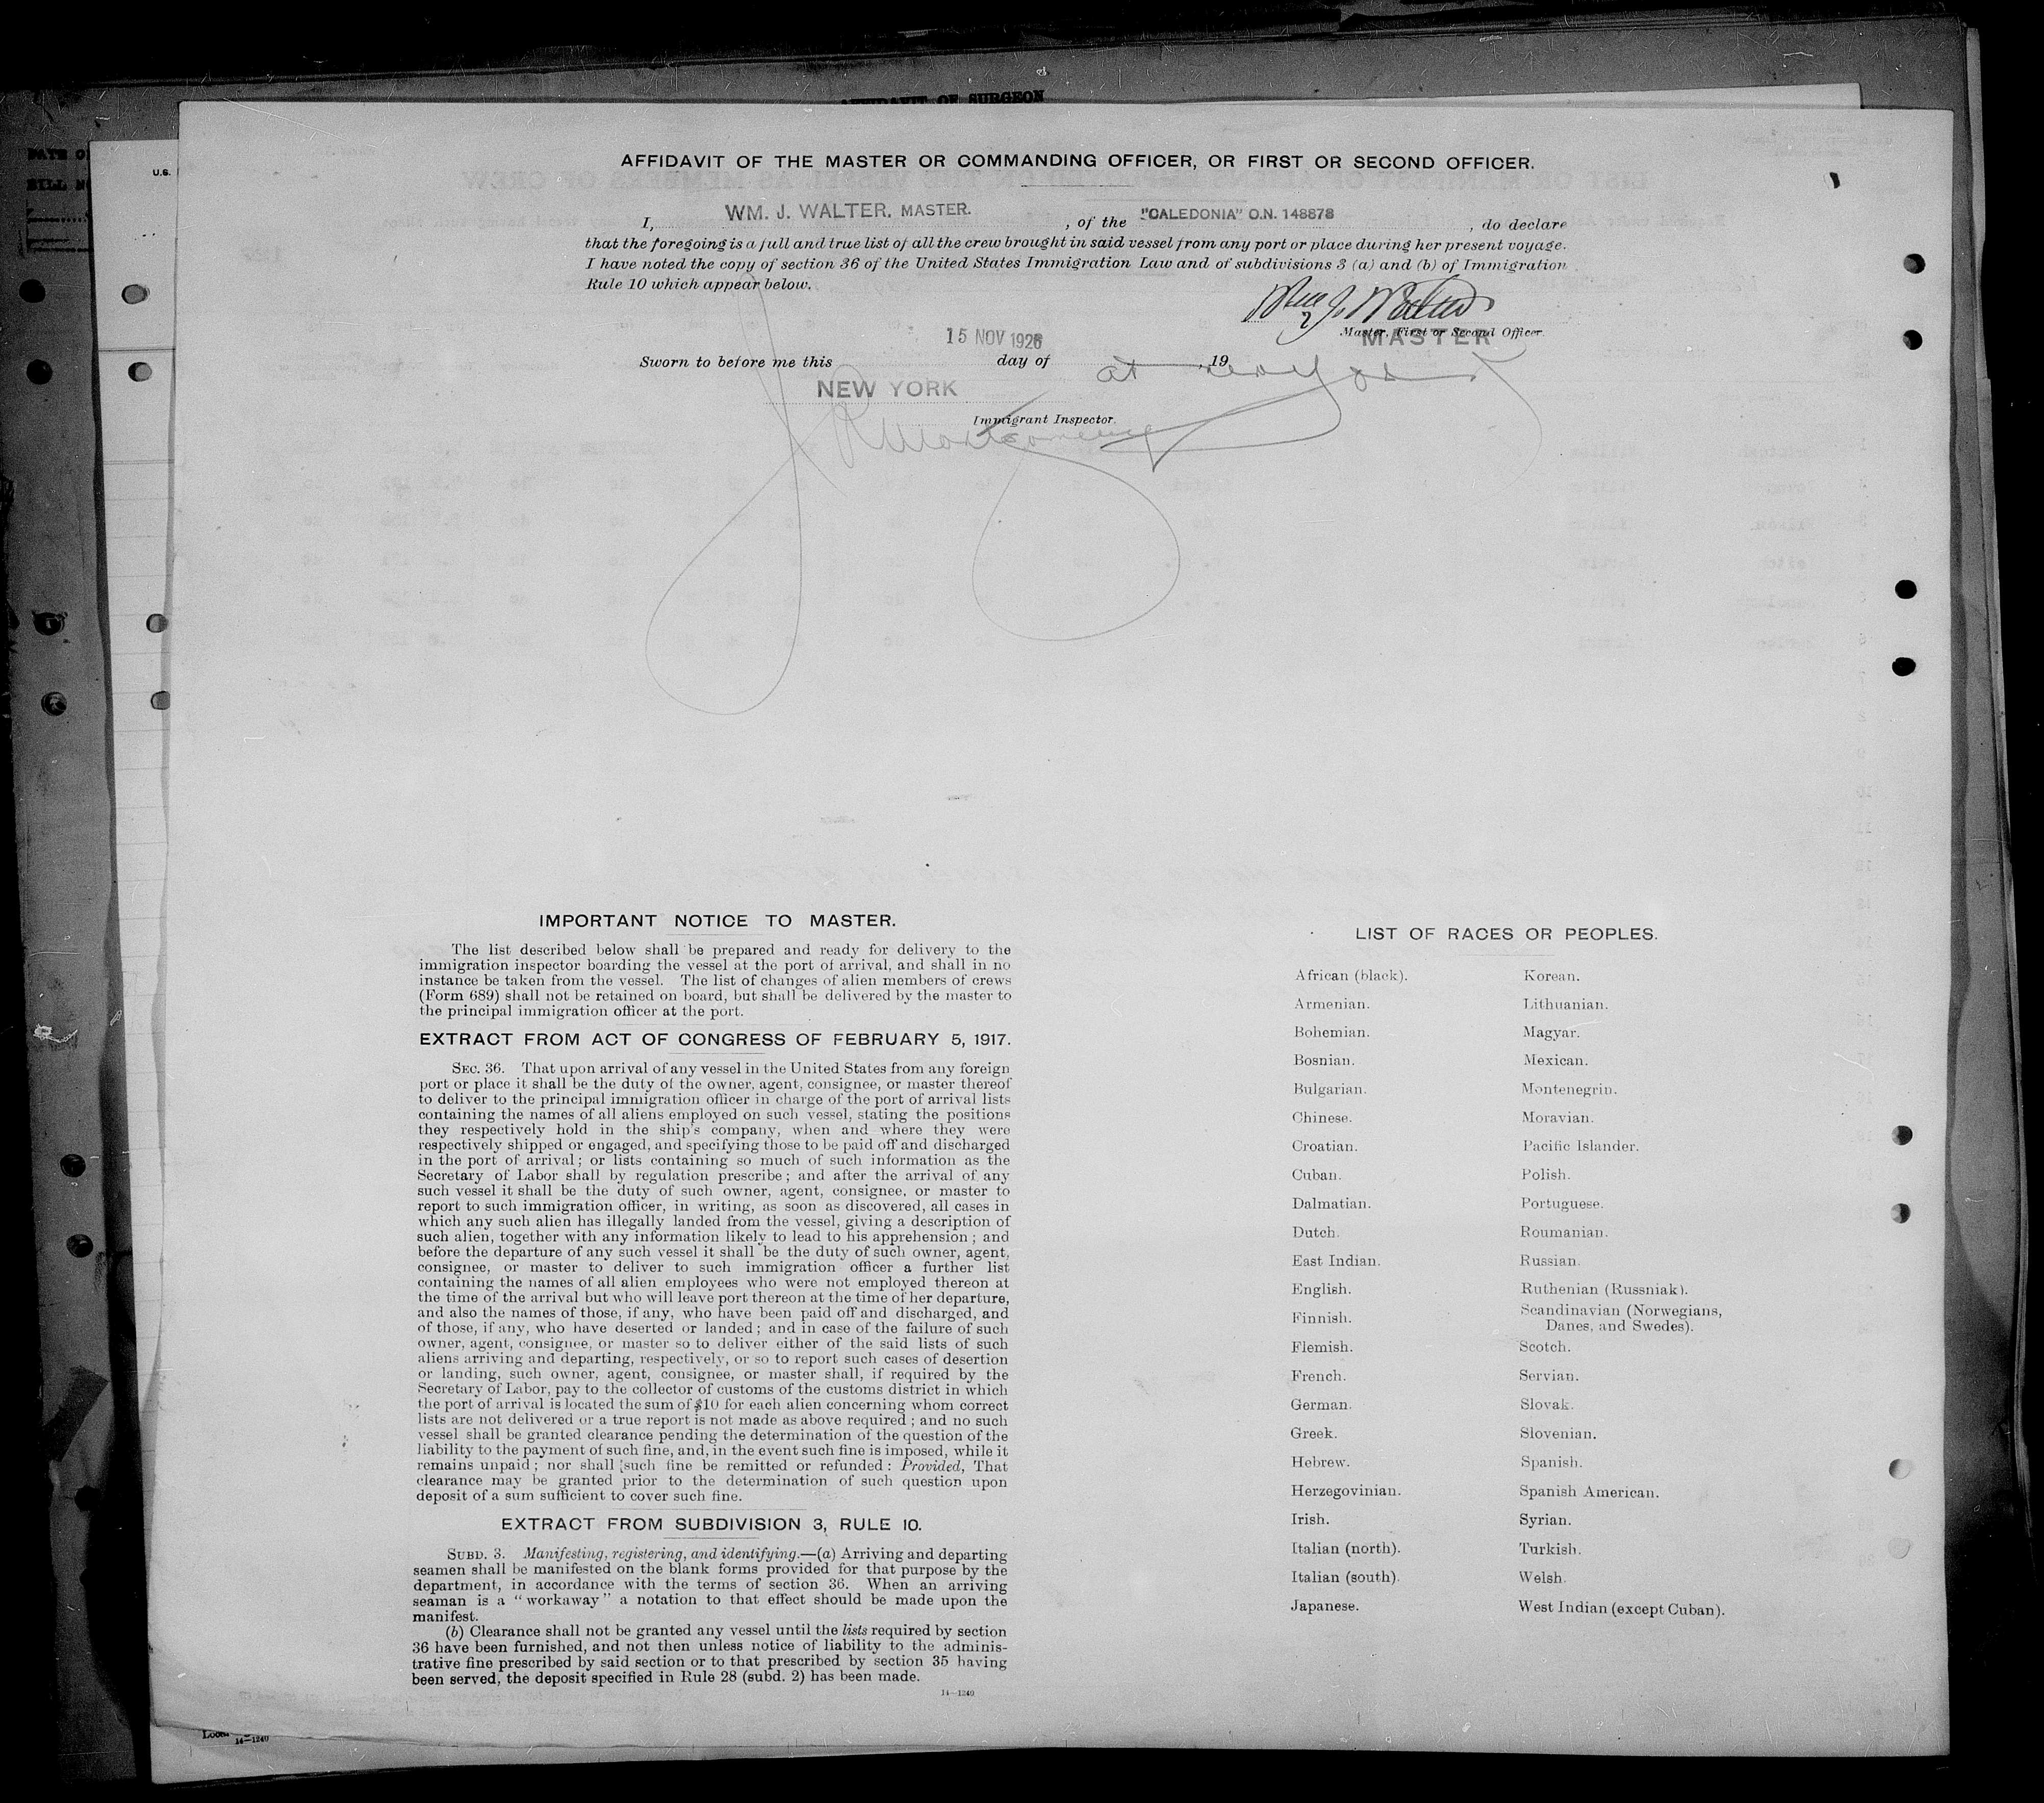 AFFIDAVIT OF SURGEON
DATE OF
BILL N
U.S.
AFFIDAVIT OF THE MASTER OR COMMANDING OFFICER, OR FIRST OR SECOND OFFICER.
I, WM. J. WALTER. MASTER. , of the "CALEDONIA" O.N. 148878 , do declare
that the foregoing is a full and true list of all the crew brought in said vessel from any port or place during her present voyage.
I have noted the copy of section 36 of the United States Immigration Law and of subdivisions 3 (a) and (b) of Immigration
Rule 10 which appear below.
Wm J. Walter
Master, First or Second Officer.
MASTER
15 NOV 1926
Sworn to before me this day of at , 19
NEW YORK
Immigrant Inspector.
Montgomery
IMPORTANT NOTICE TO MASTER.
The list described below shall be prepared and ready for delivery to the
immigration inspector boarding the vessel at the port of arrival, and shall in no
instance be taken from the vessel. The list of changes of alien members of crews
(Form 689) shall not be retained on board, but shall be delivered by the master to
the principal immigration officer at the port.
EXTRACT FROM ACT OF CONGRESS OF FEBRUARY 5, 1917.
SEC. 36. That upon arrival of any vessel in the United States from any foreign
port or place it shall be the duty of the owner, agent, consignee, or master thereof
to deliver to the principal immigration officer in charge of the port of arrival lists
containing the names of all aliens employed on such vessel, stating the positions
they respectively hold in the ship's company, when and where they were
respectively shipped or engaged, and specifying those to be paid off and discharged
in the port of arrival; or lists containing so much of such information as the
Secretary of Labor shall by regulation prescribe; and after the arrival of any
such vessel it shall be the duty of such owner, agent, consignee, or master to
report to such immigration officer, in writing, as soon as discovered, all cases in
which any such alien has illegally landed from the vessel, giving a description of
such alien, together with any information likely to lead to his apprehension; and
before the departure of any such vessel it shall be the duty of such owner, agent,
consignee, or master to deliver to such immigration officer a further list
containing the names of all alien employees who were not employed thereon at
the time of the arrival but who will leave port thereon at the time of her departure,
and also the names of those, if any, who have been paid off and discharged, and
of those, if any, who have deserted or landed; and in case of the failure of such
owner, agent, consignee, or master so to deliver either of the said lists of such
aliens arriving and departing, respectively, or so to report such cases of desertion
or landing, such owner, agent, consignee, or master shall, if required by the
Secretary of Labor, pay to the collector of customs of the customs district in which
the port of arrival is located the sum of $10 for each alien concerning whom correct
lists are not delivered or a true report is not made as above required; and no such
vessel shall be granted clearance pending the determination of the question of the
liability to the payment of such fine, and, in the event such fine is imposed, while it
remains unpaid; nor shall such fine be remitted or refunded: Provided, That
clearance may be granted prior to the determination of such question upon
deposit of a sum sufficient to cover such fine.
EXTRACT FROM SUBDIVISION 3, RULE 10.
SUBD. 3. Manifesting, registering, and identifying.—(a) Arriving and departing
seamen shall be manifested on the blank forms provided for that purpose by the
department, in accordance with the terms of section 36. When an arriving
seaman is a "workaway" a notation to that effect should be made upon the
manifest.
(b) Clearance shall not be granted any vessel until the lists required by section
36 have been furnished, and not then unless notice of liability to the adminis-
trative fine prescribed by said section or to that prescribed by section 35 having
been served, the deposit specified in Rule 28 (subd. 2) has been made.
14—1240
LIST OF RACES OR PEOPLES.
African (black). Korean.
Armenian. Lithuanian.
Bohemian. Magyar.
Bosnian. Mexican.
Bulgarian. Montenegrin.
Chinese. Moravian.
Croatian. Pacific Islander.
Cuban. Polish.
Dalmatian. Portuguese.
Dutch. Roumanian.
East Indian. Russian.
English. Ruthenian (Russniak).
Finnish. Scandinavian (Norwegians,
Danes, and Swedes).
Flemish. Scotch.
French. Servian.
German. Slovak.
Greek. Slovenian.
Hebrew. Spanish.
Herzegovinian. Spanish American.
Irish. Syrian.
Italian (north). Turkish.
Italian (south). Welsh.
Japanese. West Indian (except Cuban).
14—1240